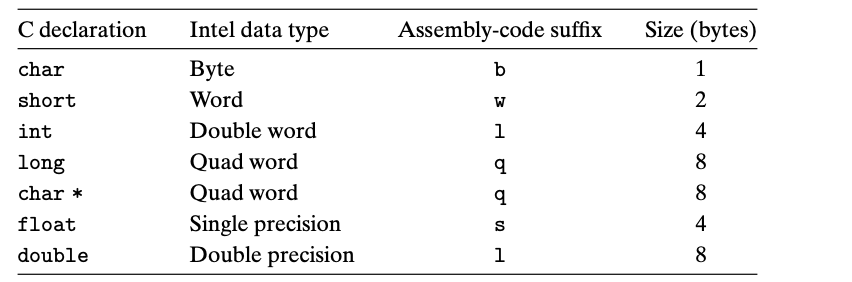 C declaration Intel data type Assembly-code suffix Size (bytes)
char Byte b 1
short Word w 2
int Double word l 4
long Quad word q 8
char * Quad word q 8
float Single precision s 4
double Double precision l 8